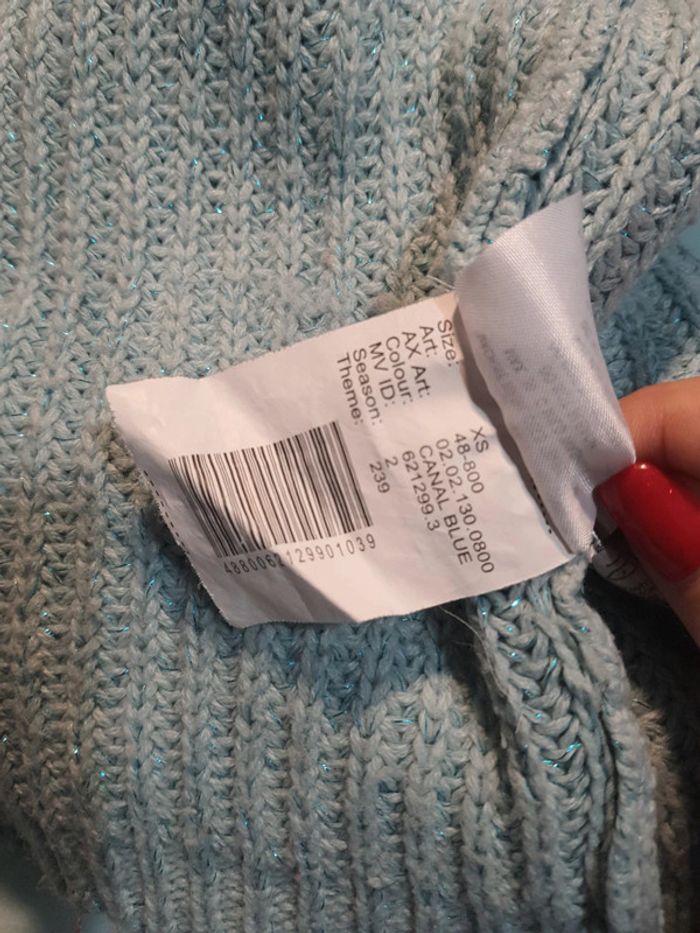 Size: XS
Art: 48-800
AX Art: 02.02.130.0800
Colour: CANAL BLUE
MV ID: 621299.3
Season: 2
Theme: 239
4880062129901039